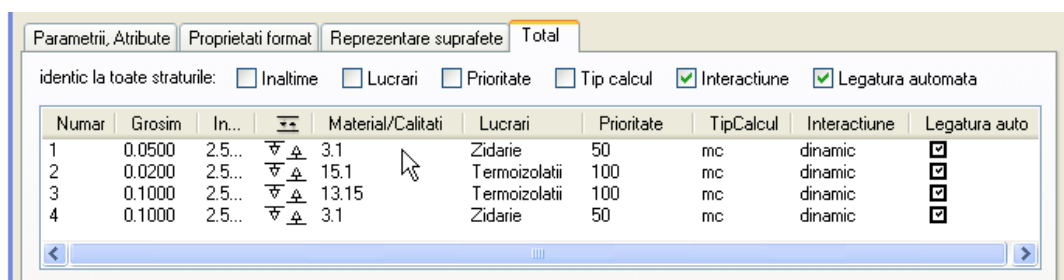 Parametrii, Atribute Proprietati format Reprezentare suprafete Total
identic la toate straturile: Inaltime Lucrari Prioritate Tip calcul Interactiune Legatura automata
Numar Grosim In... Material/Calitati Lucrari Prioritate TipCalcul Interactiune Legatura auto
1 0.0500 2.5... 3.1 Zidarie 50 mc dinamic
2 0.0200 2.5... 15.1 Termoizolatii 100 mc dinamic
3 0.1000 2.5... 13.15 Termoizolatii 100 mc dinamic
4 0.1000 2.5... 3.1 Zidarie 50 mc dinamic